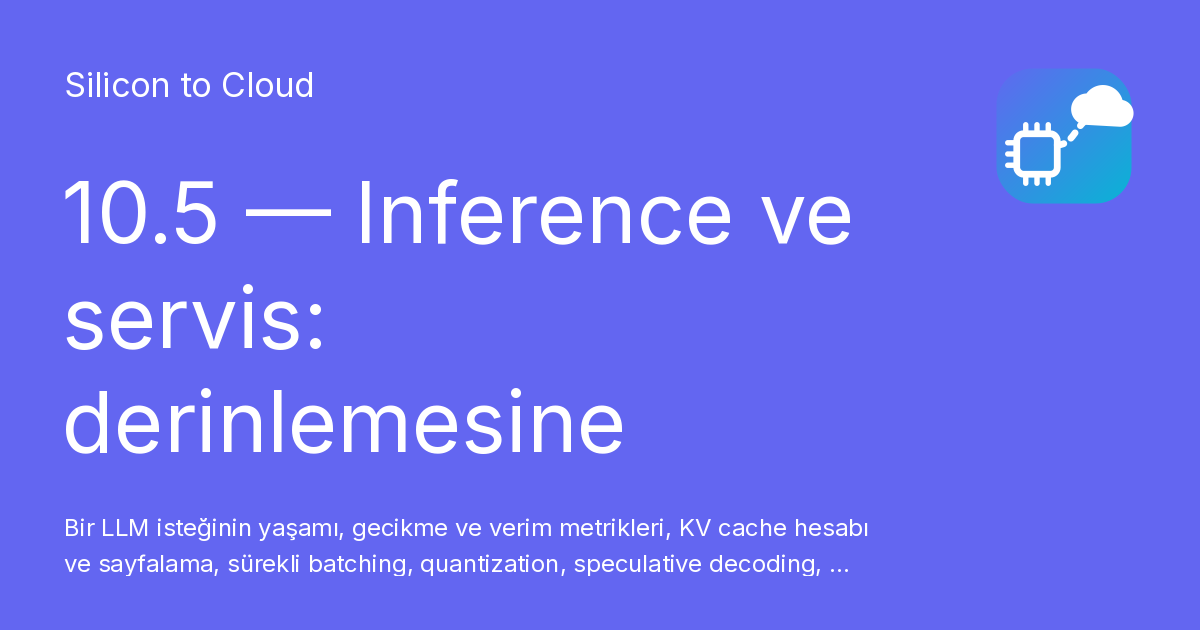 Silicon to Cloud
10.5 — Inference ve
servis:
derinlemesine
Bir LLM isteğinin yaşamı, gecikme ve verim metrikleri, KV cache hesabı
ve sayfalama, sürekli batching, quantization, speculative decoding, ...